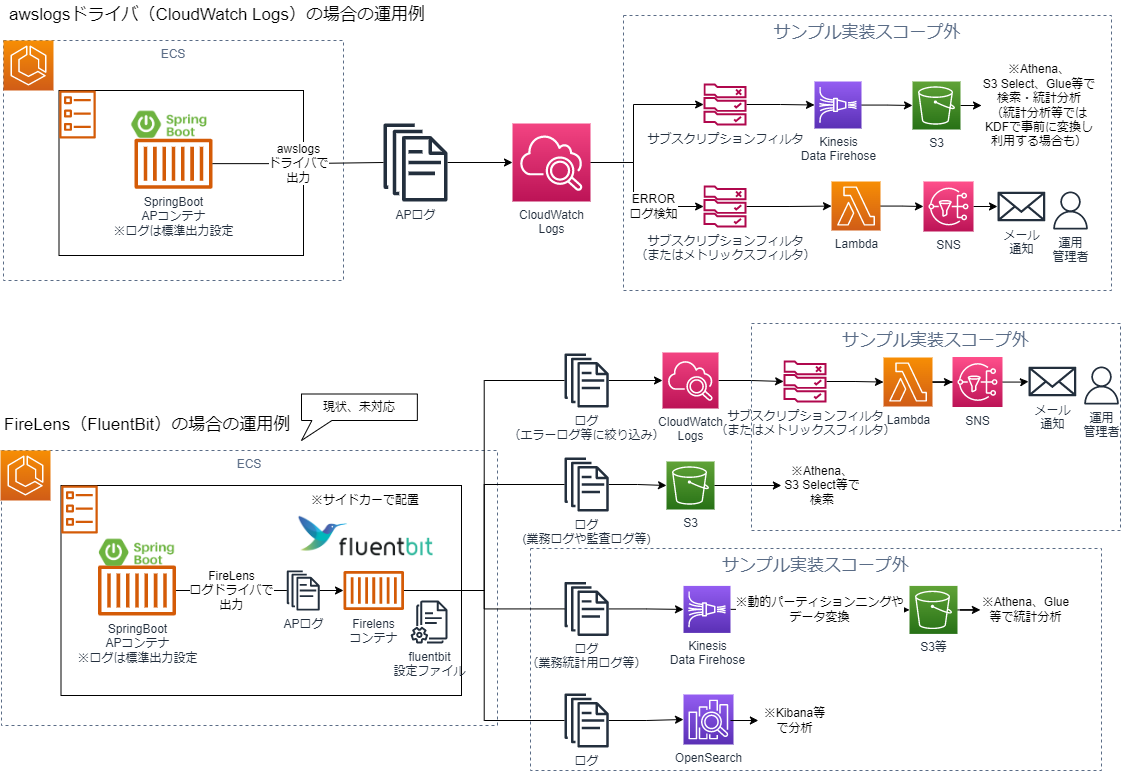 awslogsドライバ（CloudWatch Logs）の場合の運用例
ECS
Spring
Boot
SpringBoot
APコンテナ
※ログは標準出力設定
awslogs
ドライバで
出力
APログ
CloudWatch
Logs
サンプル実装スコープ外
サブスクリプションフィルタ
Kinesis
Data Firehose
S3
※Athena、
S3 Select、Glue等で
検索・統計分析
（統計分析等では
KDFで事前に変換し
利用する場合も）
ERROR
ログ検知
サブスクリプションフィルタ
（またはメトリックスフィルタ）
Lambda
SNS
メール
通知
運用
管理者
FireLens（FluentBit）の場合の運用例
現状、未対応
ECS
Spring
Boot
SpringBoot
APコンテナ
※ログは標準出力設定
FireLens
ログドライバで
出力
APログ
※サイドカーで配置
fluentbit
Firelens
コンテナ
fluentbit
設定ファイル
ログ
（エラーログ等に絞り込み）
CloudWatch
Logs
サンプル実装スコープ外
サブスクリプションフィルタ
（またはメトリックスフィルタ）
Lambda
SNS
メール
通知
運用
管理者
ログ
（業務ログや監査ログ等）
S3
※Athena、
S3 Select等で
検索
サンプル実装スコープ外
ログ
（業務統計用ログ等）
Kinesis
Data Firehose
※動的パーティションニングや
データ変換
S3等
※Athena、Glue
等で統計分析
ログ
OpenSearch
※Kibana等
で分析